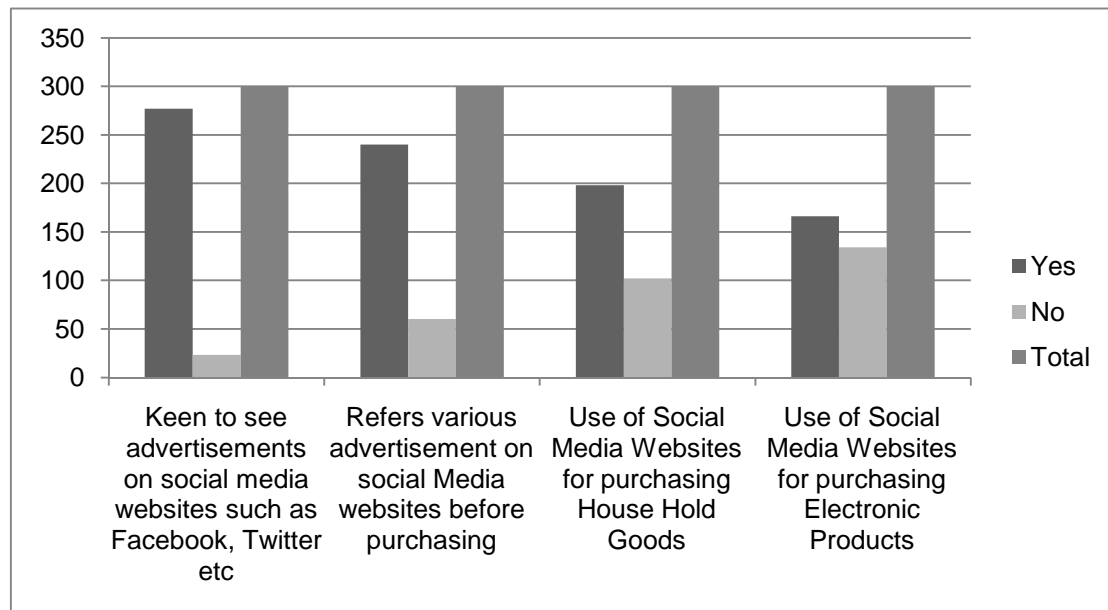 350
300
250
200
150
100
50
0
Keen to see
advertisements
on social media
websites such as
Facebook, Twitter
etc
Refers various
advertisement on
social Media
websites before
purchasing
Use of Social
Media Websites
for purchasing
House Hold
Goods
Use of Social
Media Websites
for purchasing
Electronic
Products
Yes
No
Total